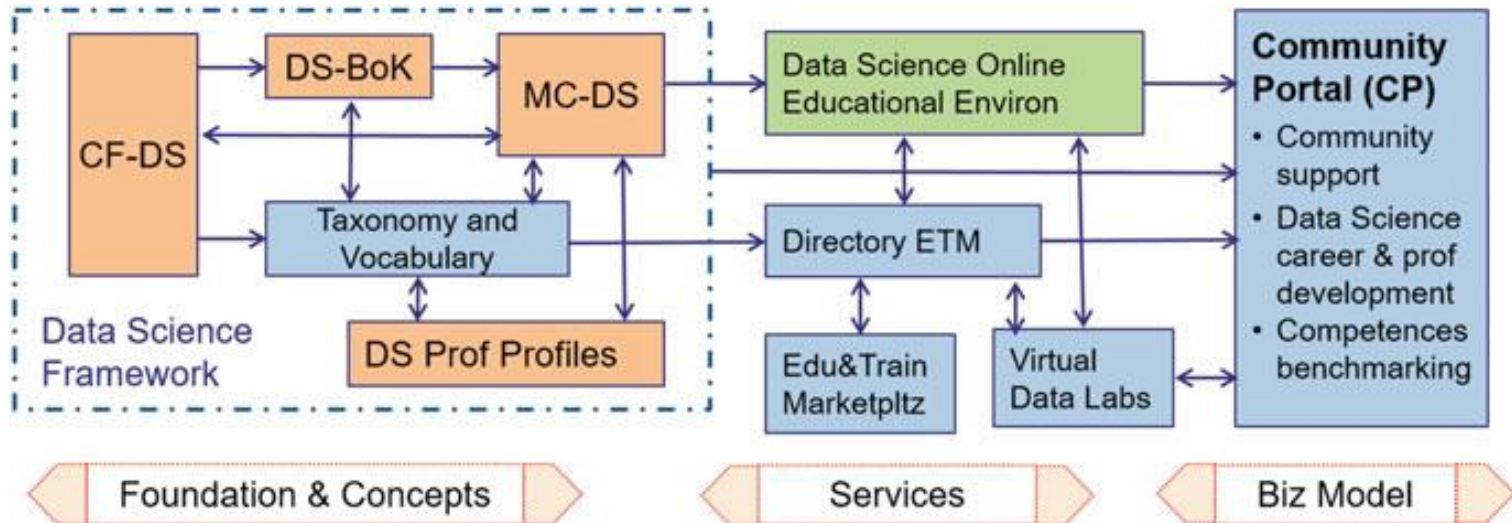 CF-DS
DS-BoK
MC-DS
Taxonomy and
Vocabulary
DS Prof Profiles
Data Science
Framework
Data Science Online
Educational Environ
Directory ETM
Edu&Train
Marketpltz
Virtual
Data Labs
Community
Portal (CP)
• Community
support
• Data Science
career & prof
development
• Competences
benchmarking
Foundation & Concepts
Services
Biz Model